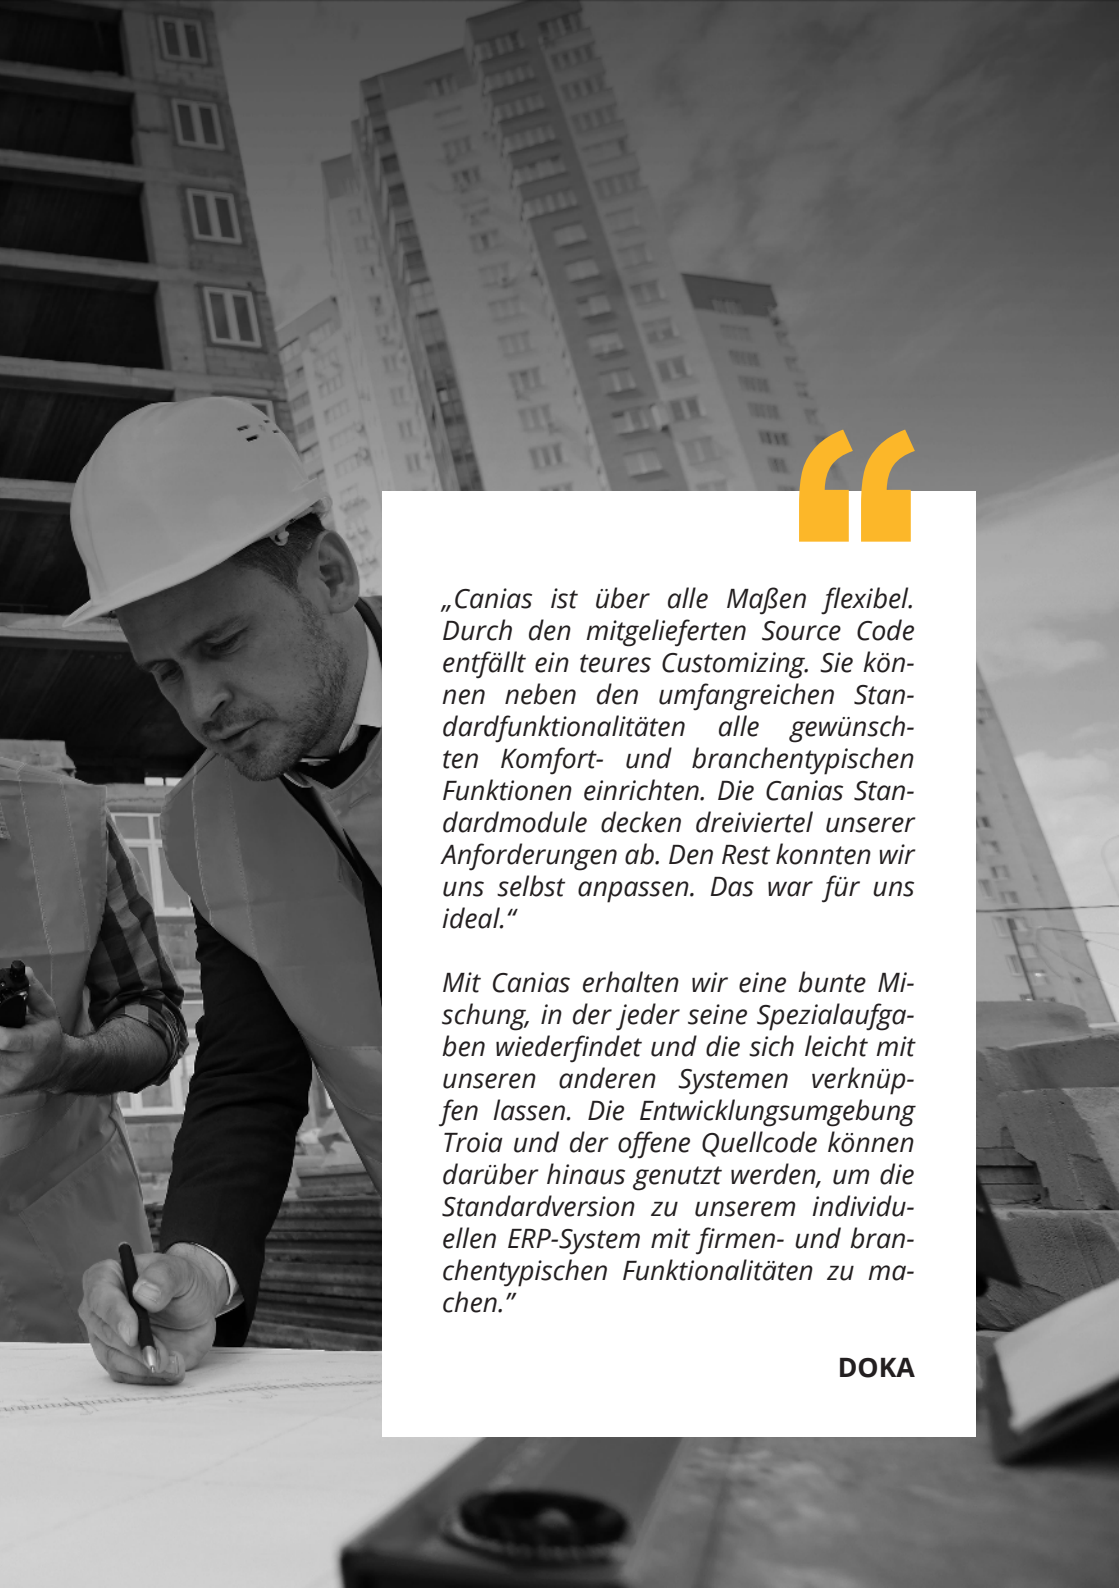 „Canias ist über alle Maßen flexibel.
Durch den mitgelieferten Source Code
entfällt ein teures Customizing. Sie kön-
nen neben den umfangreichen Stan-
dardfunktionalitäten alle gewünsch-
ten Komfort- und branchentypischen
Funktionen einrichten. Die Canias Stan-
dardmodule decken dreiviertel unserer
Anforderungen ab. Den Rest konnten wir
uns selbst anpassen. Das war für uns
ideal.“
Mit Canias erhalten wir eine bunte Mi-
schung, in der jeder seine Spezialaufga-
ben wiederfindet und die sich leicht mit
unseren anderen Systemen verknüp-
fen lassen. Die Entwicklungsumgebung
Troia und der offene Quellcode können
darüber hinaus genutzt werden, um die
Standardversion zu unserem individu-
ellen ERP-System mit firmen- und bran-
chentypischen Funktionalitäten zu ma-
chen.”
DOKA